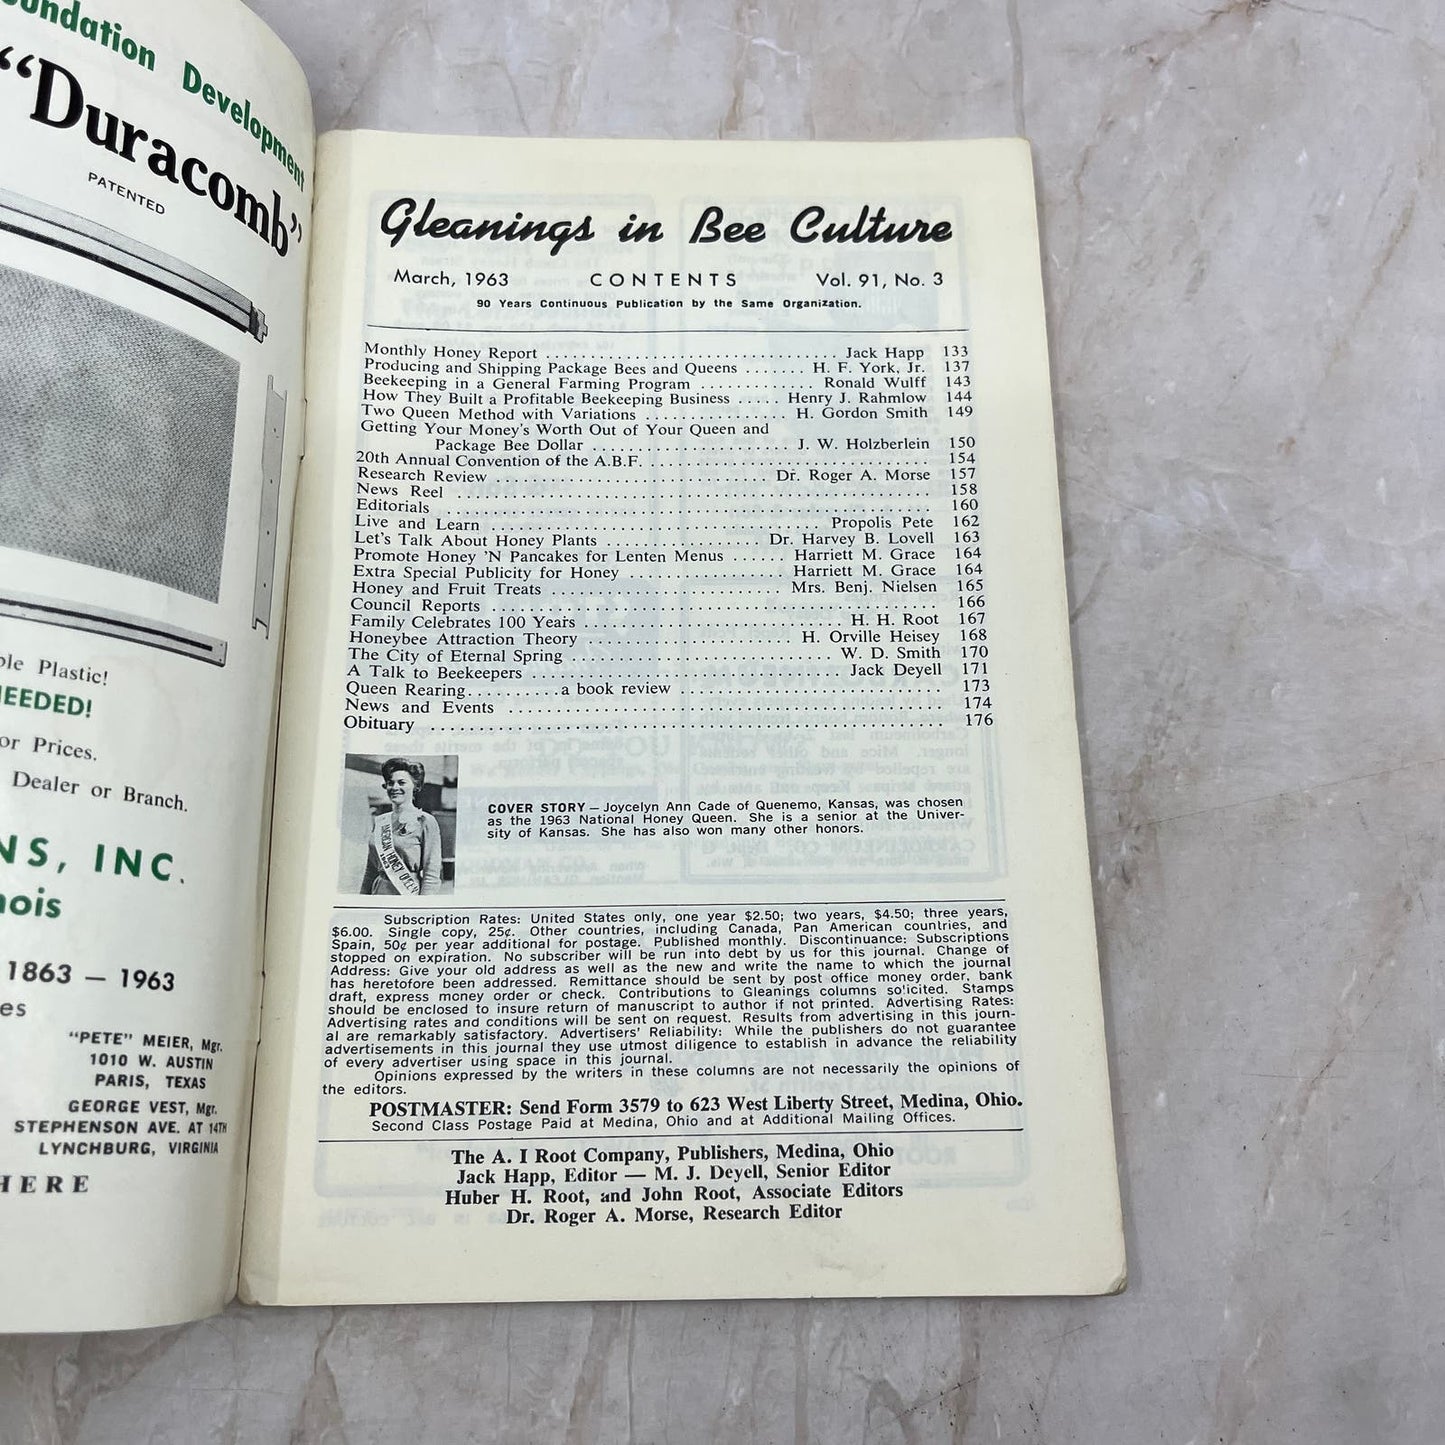 undation Development
"Duracomb"
PATENTED
ble Plastic!
NEEDED!
or Prices.
Dealer or Branch.
NS, INC.
nois
1863 — 1963
es
"PETE" MEIER, Mgr.
1010 W. AUSTIN
PARIS, TEXAS
GEORGE VEST, Mgr.
STEPHENSON AVE. AT 14TH
LYNCHBURG, VIRGINIA
HERE
Gleanings in Bee Culture
March, 1963 CONTENTS Vol. 91, No. 3
90 Years Continuous Publication by the Same Organization.
Monthly Honey Report . . . . . Jack Happ 133
Producing and Shipping Package Bees and Queens . . . . . H. F. York, Jr. 137
Beekeeping in a General Farming Program . . . . . Ronald Wulff 143
How They Built a Profitable Beekeeping Business . . . . . Henry J. Rahmlow 144
Two Queen Method with Variations . . . . . H. Gordon Smith 149
Getting Your Money's Worth Out of Your Queen and
Package Bee Dollar . . . . . J. W. Holzberlein 150
20th Annual Convention of the A.B.F. . . . . . 154
Research Review . . . . . Dr. Roger A. Morse 157
News Reel . . . . . 158
Editorials . . . . . 160
Live and Learn . . . . . Propolis Pete 162
Let's Talk About Honey Plants . . . . . Dr. Harvey B. Lovell 163
Promote Honey 'N Pancakes for Lenten Menus . . . . . Harriett M. Grace 164
Extra Special Publicity for Honey . . . . . Harriett M. Grace 164
Honey and Fruit Treats . . . . . Mrs. Benj. Nielsen 165
Council Reports . . . . . 166
Family Celebrates 100 Years . . . . . H. H. Root 167
Honeybee Attraction Theory . . . . . H. Orville Heisey 168
The City of Eternal Spring . . . . . W. D. Smith 170
A Talk to Beekeepers . . . . . Jack Deyell 171
Queen Rearing. . . . . . . . . .a book review . . . . . 173
News and Events . . . . . 174
Obituary . . . . . 176
AMERICAN HONEY QUEEN
1963
COVER STORY — Joycelyn Ann Cade of Quenemo, Kansas, was chosen
as the 1963 National Honey Queen. She is a senior at the Univer-
sity of Kansas. She has also won many other honors.
Subscription Rates: United States only, one year $2.50; two years, $4.50; three years,
$6.00. Single copy, 25¢. Other countries, including Canada, Pan American countries, and
Spain, 50¢ per year additional for postage. Published monthly. Discontinuance: Subscriptions
stopped on expiration. No subscriber will be run into debt by us for this journal. Change of
Address: Give your old address as well as the new and write the name to which the journal
has heretofore been addressed. Remittance should be sent by post office money order, bank
draft, express money order or check. Contributions to Gleanings columns solicited. Stamps
should be enclosed to insure return of manuscript to author if not printed. Advertising Rates:
Advertising rates and conditions will be sent on request. Results from advertising in this journ-
al are remarkably satisfactory. Advertisers' Reliability: While the publishers do not guarantee
advertisements in this journal they use utmost diligence to establish in advance the reliability
of every advertiser using space in this journal.
Opinions expressed by the writers in these columns are not necessarily the opinions of
the editors.
POSTMASTER: Send Form 3579 to 623 West Liberty Street, Medina, Ohio.
Second Class Postage Paid at Medina, Ohio and at Additional Mailing Offices.
The A. I Root Company, Publishers, Medina, Ohio
Jack Happ, Editor — M. J. Deyell, Senior Editor
Huber H. Root, and John Root, Associate Editors
Dr. Roger A. Morse, Research Editor